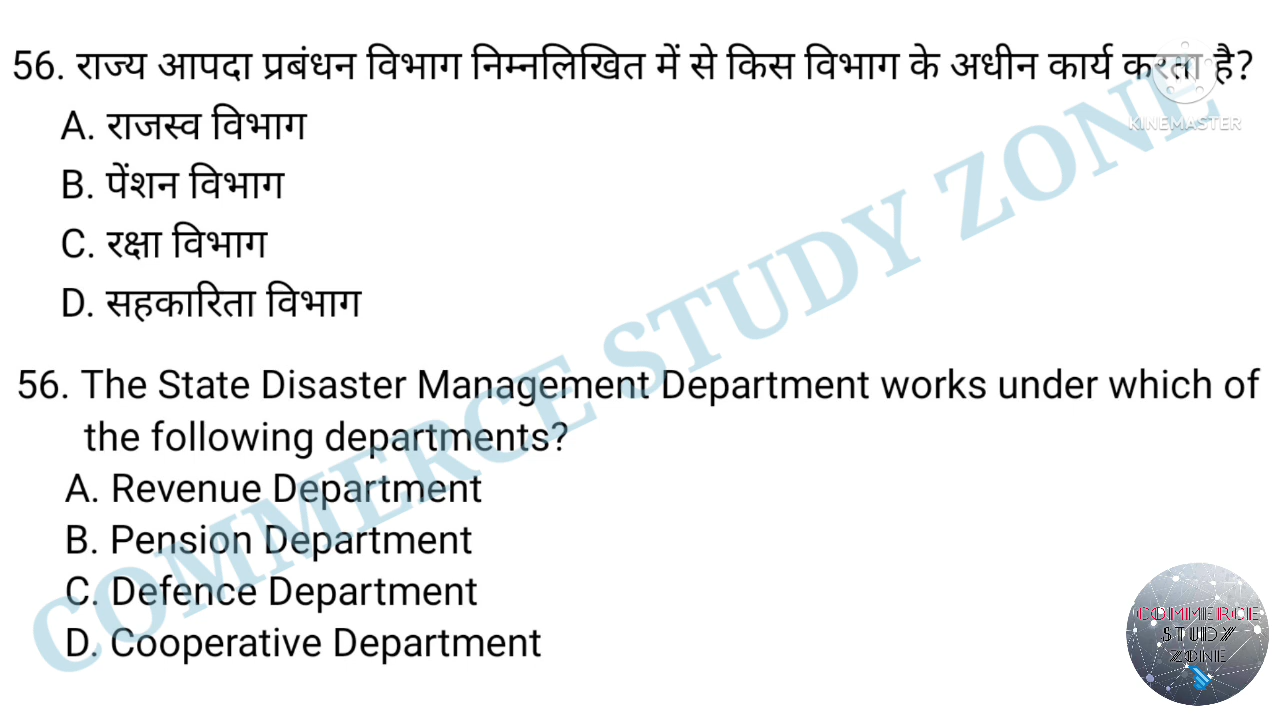 56. राज्य आपदा प्रबंधन विभाग निम्नलिखित में से किस विभाग के अधीन कार्य करता है?
KINEMASTER
A. राजस्व विभाग
B. पेंशन विभाग
C. रक्षा विभाग
D. सहकारिता विभाग
56. The State Disaster Management Department works under which of
the following departments?
A. Revenue Department
B. Pension Department
C. Defence Department
D. Cooperative Department
COMMERCE STUDY ZONE
COMMERCE
STUDY
ZONE